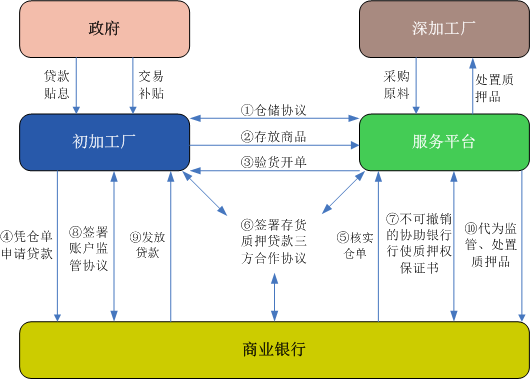 政府
深加工厂
贷款
贴息
交易
补贴
采购
原料
处置质
押品
①仓储协议
初加工厂
②存放商品
服务平台
③验货开单
④凭仓单
申请贷款
⑧签署
账户监
管协议
⑨发放
贷款
⑥签署存货
质押贷款三
方合作协议
⑤核实
仓单
⑦不可撤销
的协助银行
行使质押权
保证书
⑩代为监
管、处置
质押品
商业银行